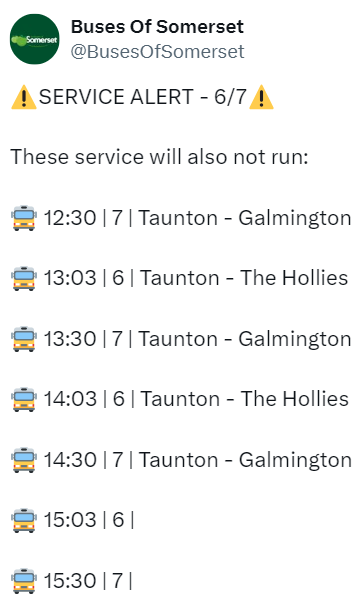 Buses Of Somerset
Somerset
@BusesOfSomerset
⚠️SERVICE ALERT - 6/7⚠️
These service will also not run:
🚍 12:30 | 7 | Taunton - Galmington
🚍 13:03 | 6 | Taunton - The Hollies
🚍 13:30 | 7 | Taunton - Galmington
🚍 14:03 | 6 | Taunton - The Hollies
🚍 14:30 | 7 | Taunton - Galmington
🚍 15:03 | 6 |
🚍 15:30 | 7 |